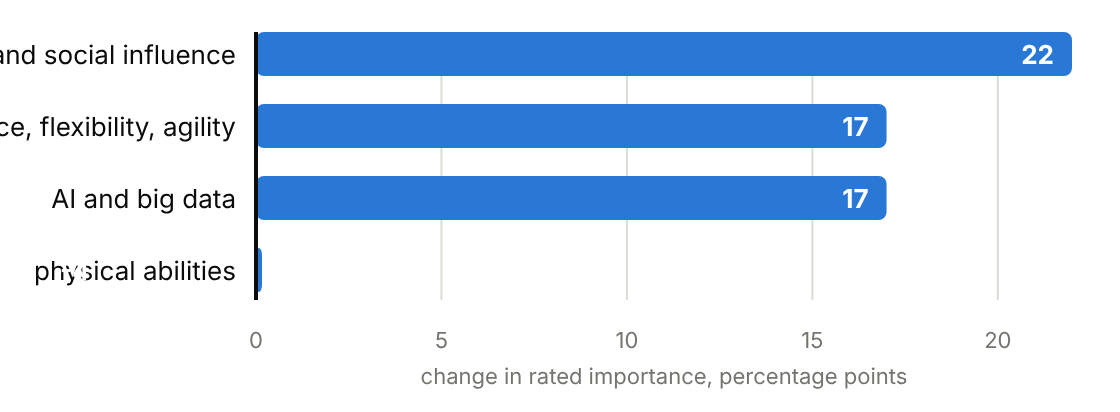 and social influence
22
ce, flexibility, agility
17
AI and big data
17
physical abilities
0
5
10
15
20
change in rated importance, percentage points